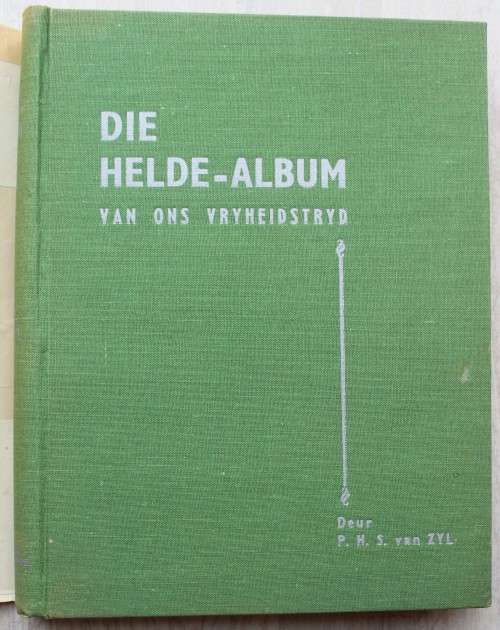 DIE
HELDE-ALBUM
VAN ONS VRYHEIDSTRYD
Deur
P. H. S. van ZYL.